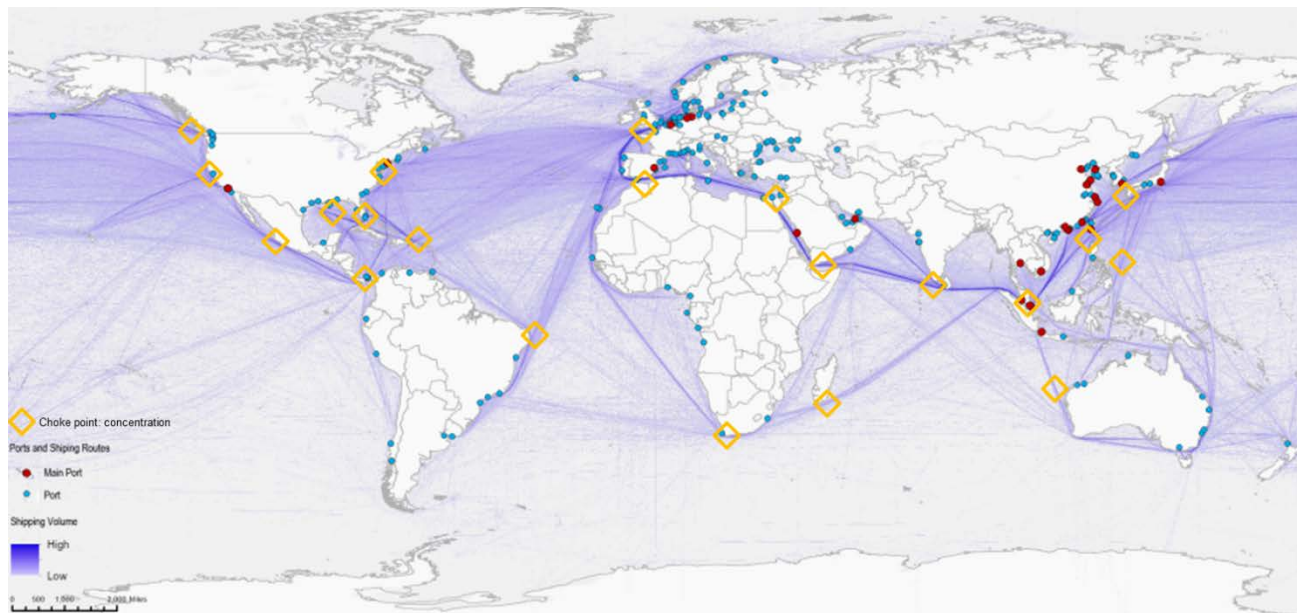 Choke point: concentration
Ports and Shiping Routes
Main Port
Port
Shipping Volume
High
Low
0 500 1,000 2,000 Miles